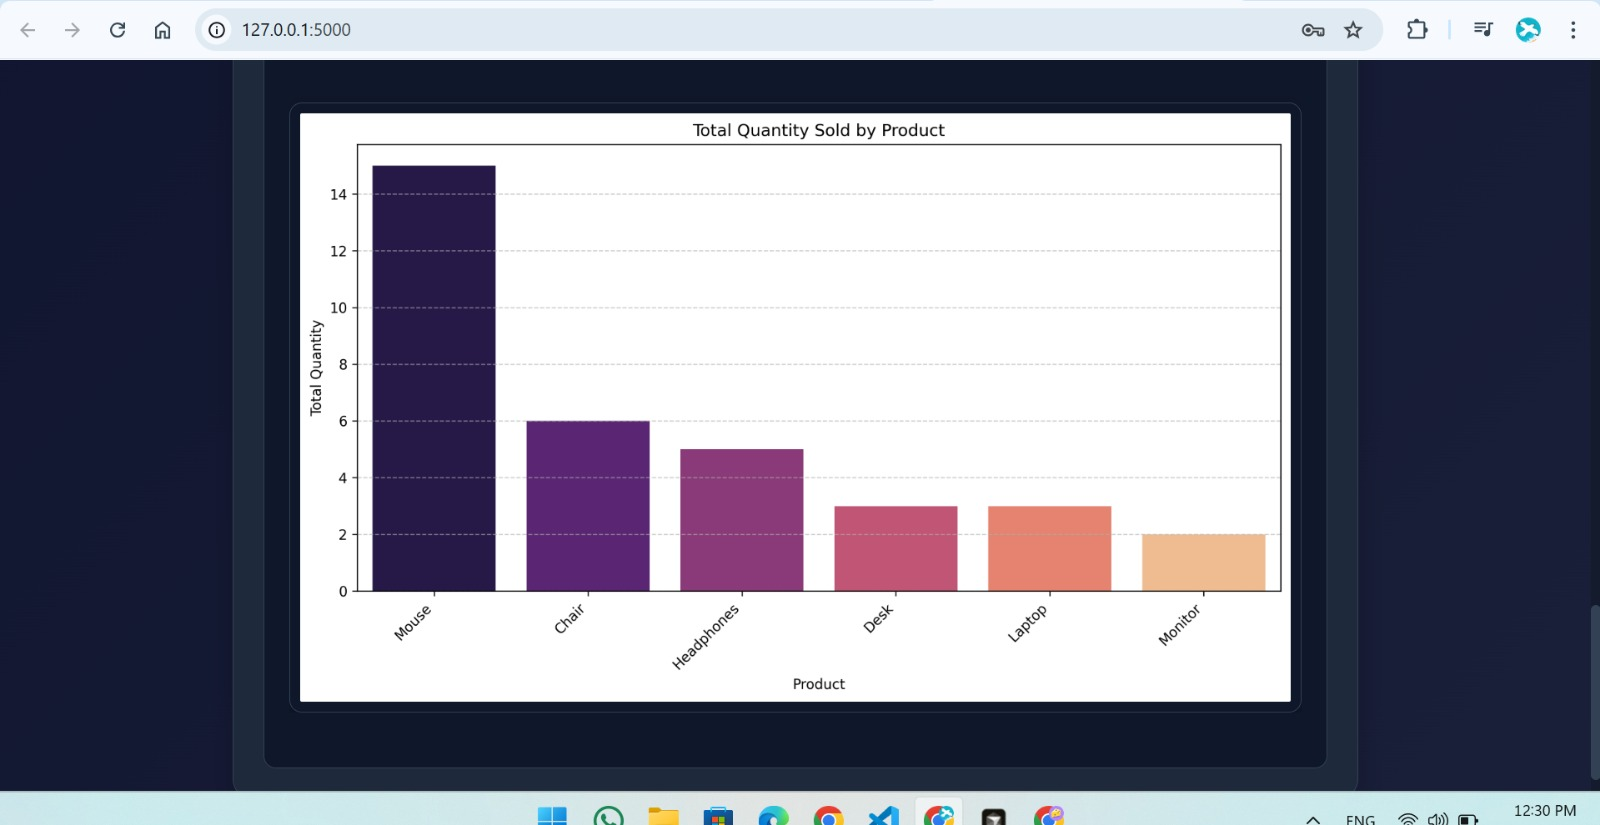 127.0.0.1:5000
Total Quantity Sold by Product
Total Quantity
14
12
10
8
6
4
2
0
Mouse
Chair
Headphones
Desk
Laptop
Monitor
Product
ENG
12:30 PM